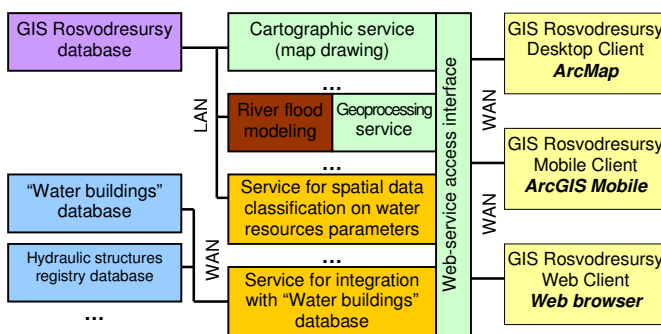 GIS Rosvodresursy
database
Cartographic service
(map drawing)
...
LAN
River flood
modeling
Geoprocessing
service
...
Service for spatial data
classification on water
resources parameters
...
"Water buildings"
database
Hydraulic structures
registry database
...
WAN
Service for integration
with "Water buildings"
database
Web-service access interface
WAN
WAN
GIS Rosvodresursy
Desktop Client
ArcMap
GIS Rosvodresursy
Mobile Client
ArcGIS Mobile
GIS Rosvodresursy
Web Client
Web browser